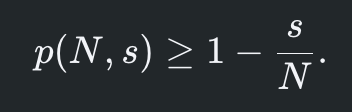 p(N, s) ≥ 1 − s/N.